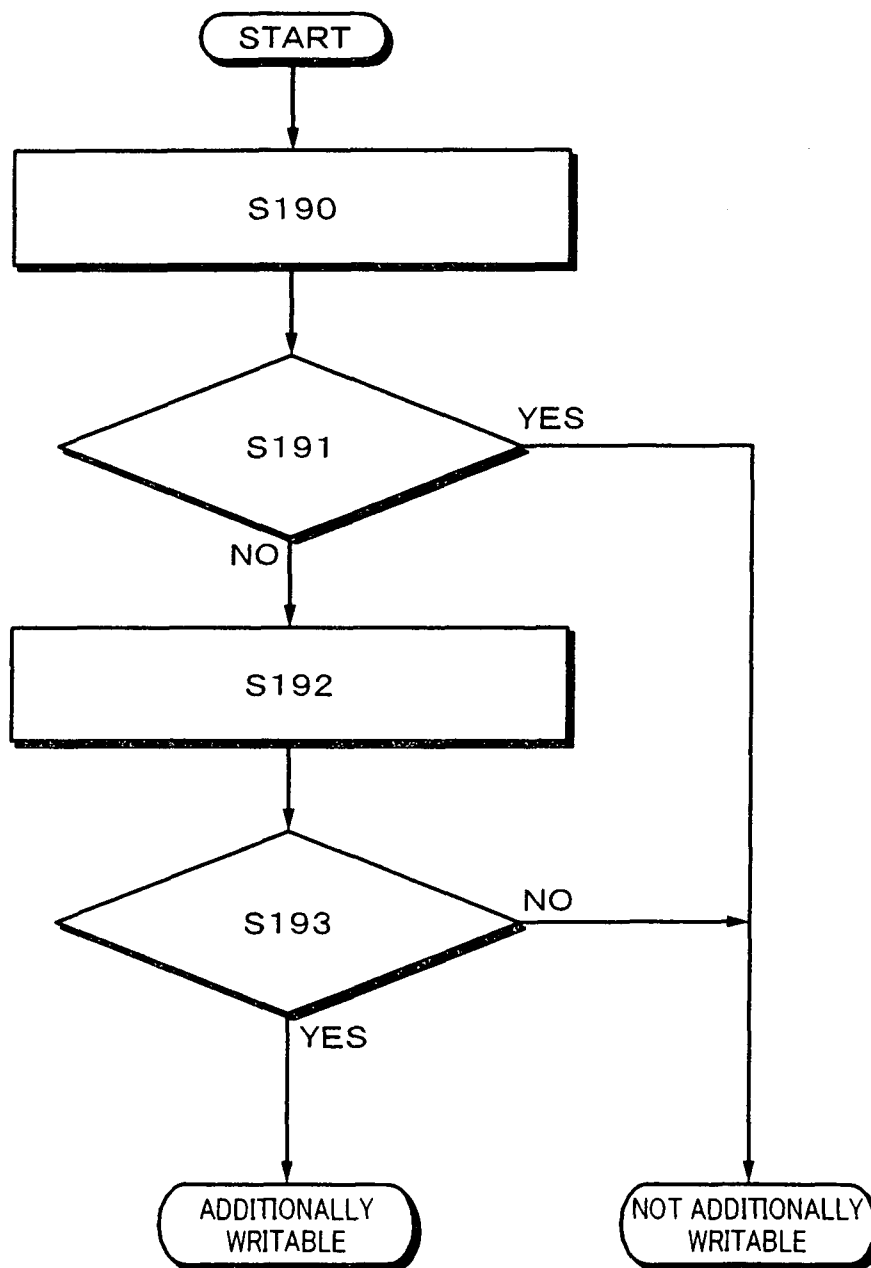 START
S190
S191
YES
NO
S192
S193
NO
YES
ADDITIONALLY
WRITABLE
NOT ADDITIONALLY
WRITABLE